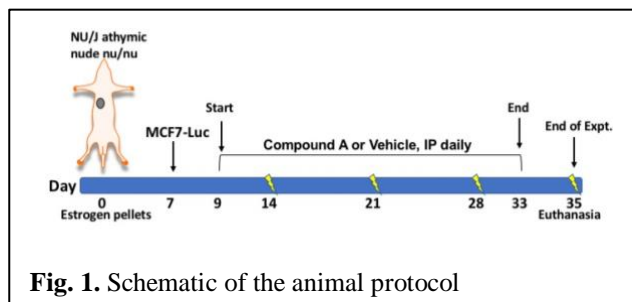 NU/J athymic
nude nu/nu
Start
End
MCF7-Luc
End of Expt.
Compound A or Vehicle, IP daily
Day
0 7 9 14 21 28 33 35
Estrogen pellets Euthanasia
Fig. 1. Schematic of the animal protocol